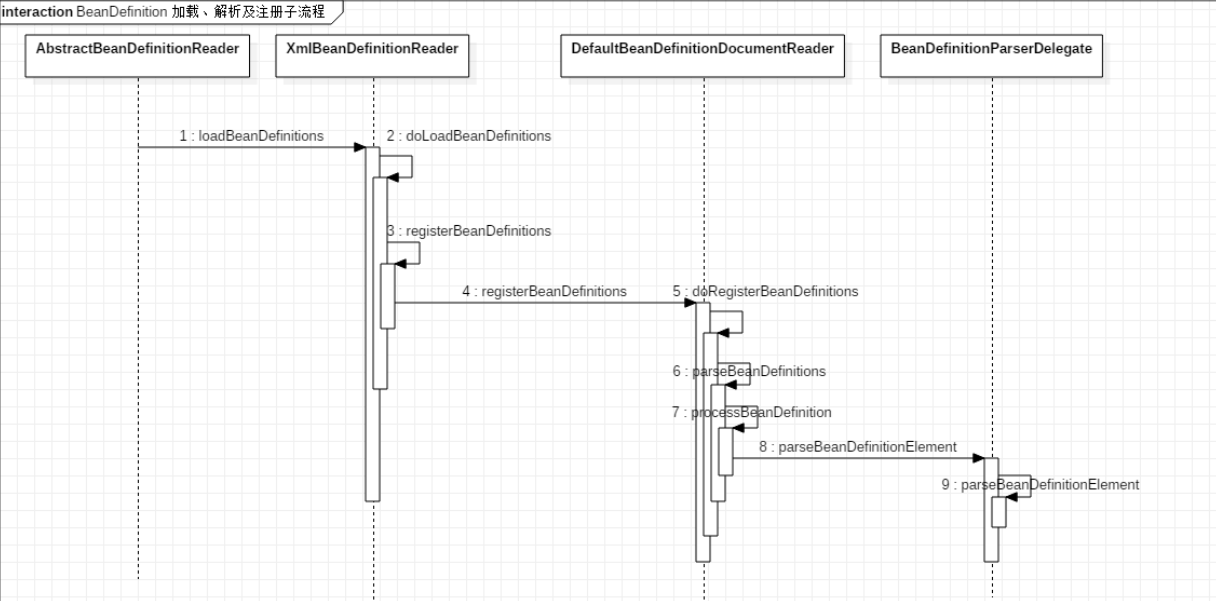 interaction BeanDefinition 加载、解析及注册子流程
AbstractBeanDefinitionReader
XmlBeanDefinitionReader
DefaultBeanDefinitionDocumentReader
BeanDefinitionParserDelegate
1 : loadBeanDefinitions
2 : doLoadBeanDefinitions
3 : registerBeanDefinitions
4 : registerBeanDefinitions
5 : doRegisterBeanDefinitions
6 : parseBeanDefinitions
7 : processBeanDefinition
8 : parseBeanDefinitionElement
9 : parseBeanDefinitionElement